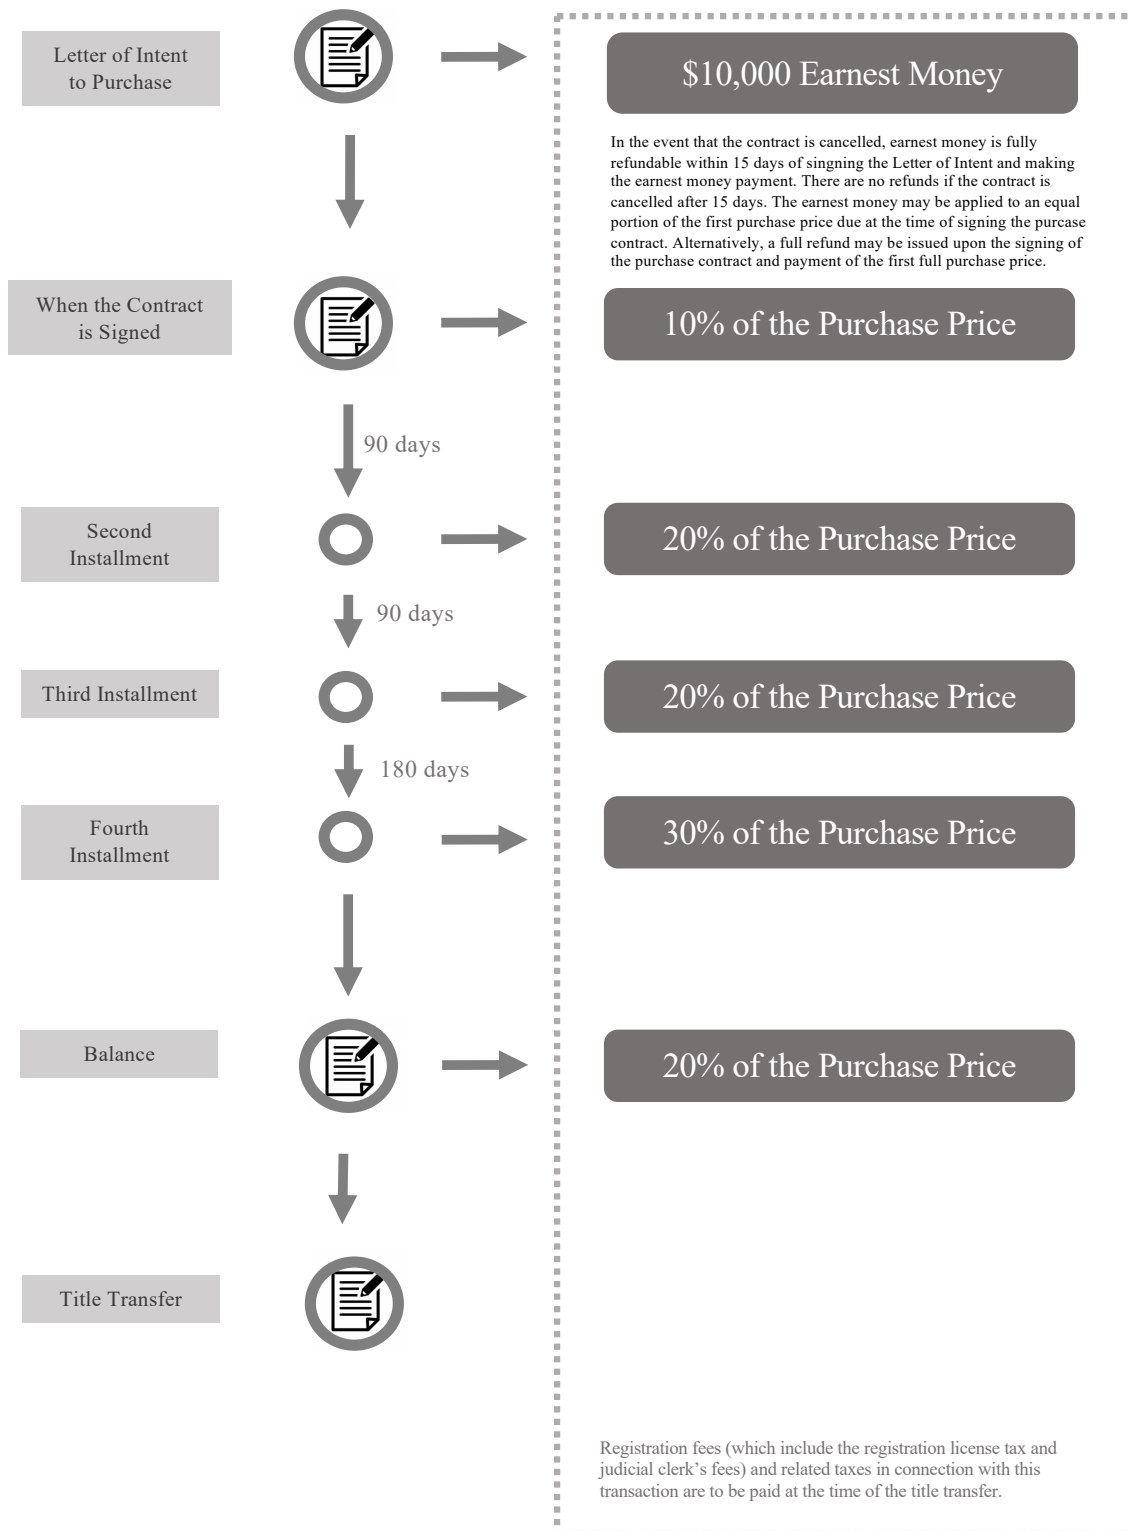 Letter of Intent
to Purchase
$10,000 Earnest Money
In the event that the contract is cancelled, earnest money is fully
refundable within 15 days of singning the Letter of Intent and making
the earnest money payment. There are no refunds if the contract is
cancelled after 15 days. The earnest money may be applied to an equal
portion of the first purchase price due at the time of signing the purcase
contract. Alternatively, a full refund may be issued upon the signing of
the purchase contract and payment of the first full purchase price.
When the Contract
is Signed
10% of the Purchase Price
90 days
Second
Installment
20% of the Purchase Price
90 days
Third Installment
20% of the Purchase Price
180 days
Fourth
Installment
30% of the Purchase Price
Balance
20% of the Purchase Price
Title Transfer
Registration fees (which include the registration license tax and
judicial clerk’s fees) and related taxes in connection with this
transaction are to be paid at the time of the title transfer.